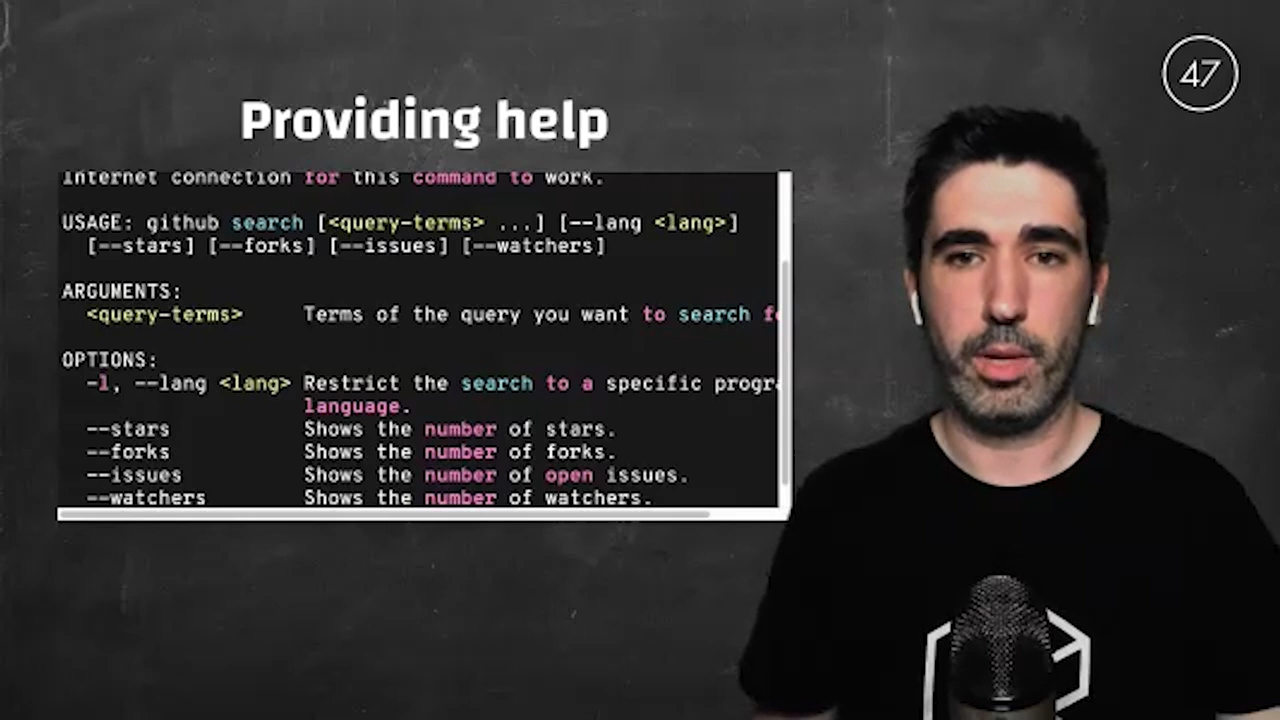 47
Providing help
Internet connection for this command to work.
USAGE: github search [<query-terms> ...] [--lang <lang>]
[--stars] [--forks] [--issues] [--watchers]
ARGUMENTS:
<query-terms> Terms of the query you want to search
OPTIONS:
-l, --lang <lang> Restrict the search to a specific
language.
--stars Shows the number of stars.
--forks Shows the number of forks.
--issues Shows the number of open issues.
--watchers Shows the number of watchers.